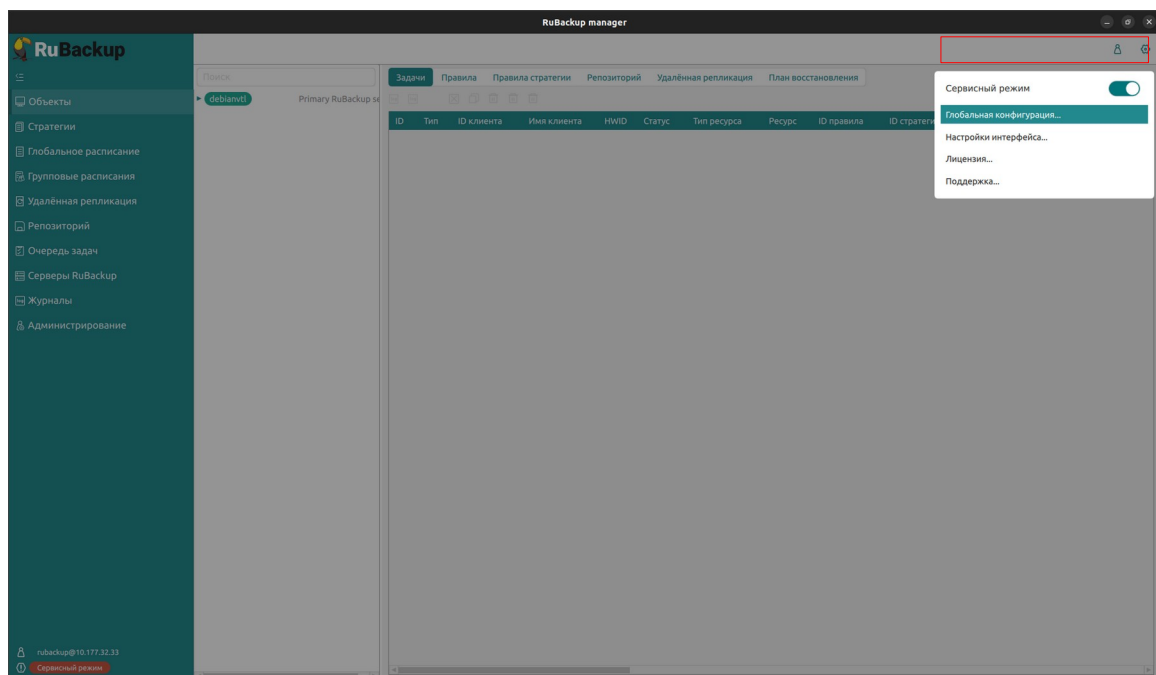 RuBackup manager
RuBackup
Поиск
Задачи Правила Правила стратегии Репозиторий Удалённая репликация План восстановления
Сервисный режим
Объекты
debianvtl Primary RuBackup se
Глобальная конфигурация...
ID Тип ID клиента Имя клиента HWID Статус Тип ресурса Ресурс ID правила ID стратеги
Стратегии
Настройки интерфейса...
Глобальное расписание
Лицензия...
Групповые расписания
Поддержка...
Удалённая репликация
Репозиторий
Очередь задач
Серверы RuBackup
Журналы
Администрирование
rubackup@10.177.32.33
Сервисный режим